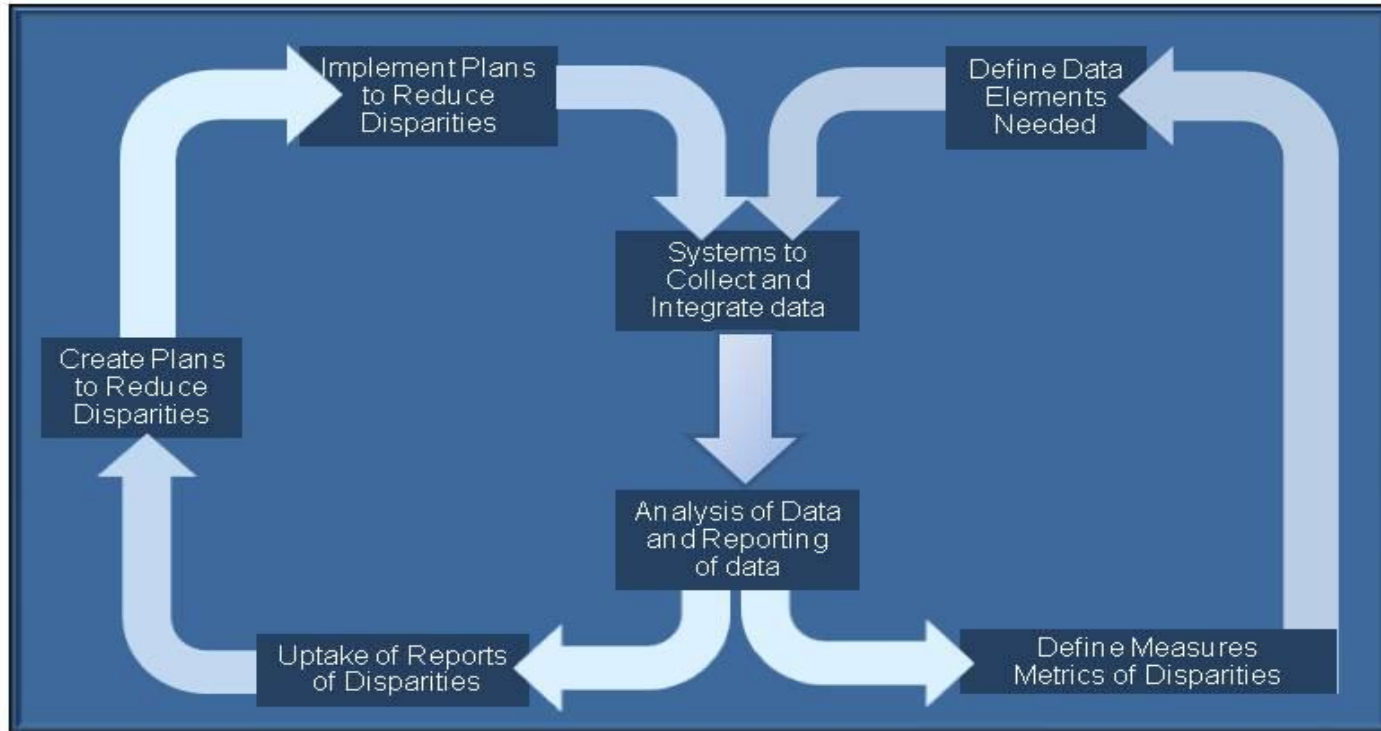 Implement Plans
to Reduce
Disparities
Define Data
Elements
Needed
Systems to
Collect and
Integrate data
Create Plans
to Reduce
Disparities
Analysis of Data
and Reporting
of data
Uptake of Reports
of Disparities
Define Measures
Metrics of Disparities